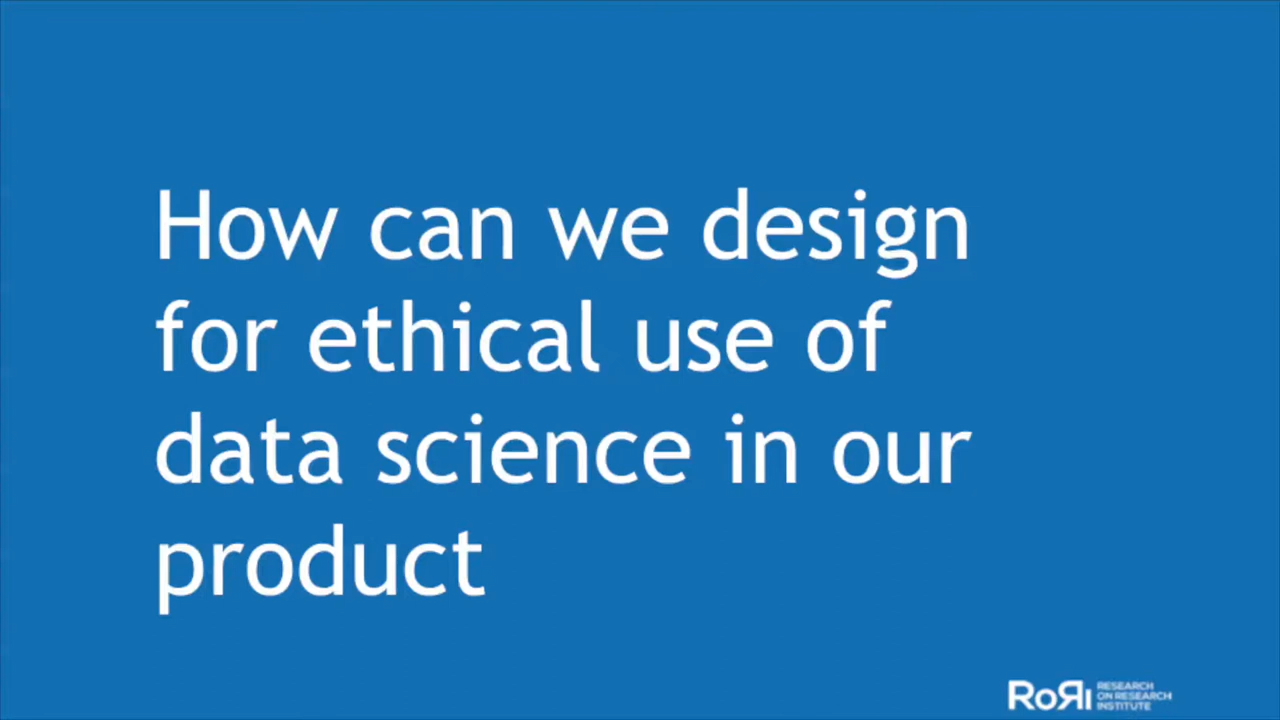 How can we design
for ethical use of
data science in our
product
RoRI RESEARCH
ON RESEARCH
INSTITUTE